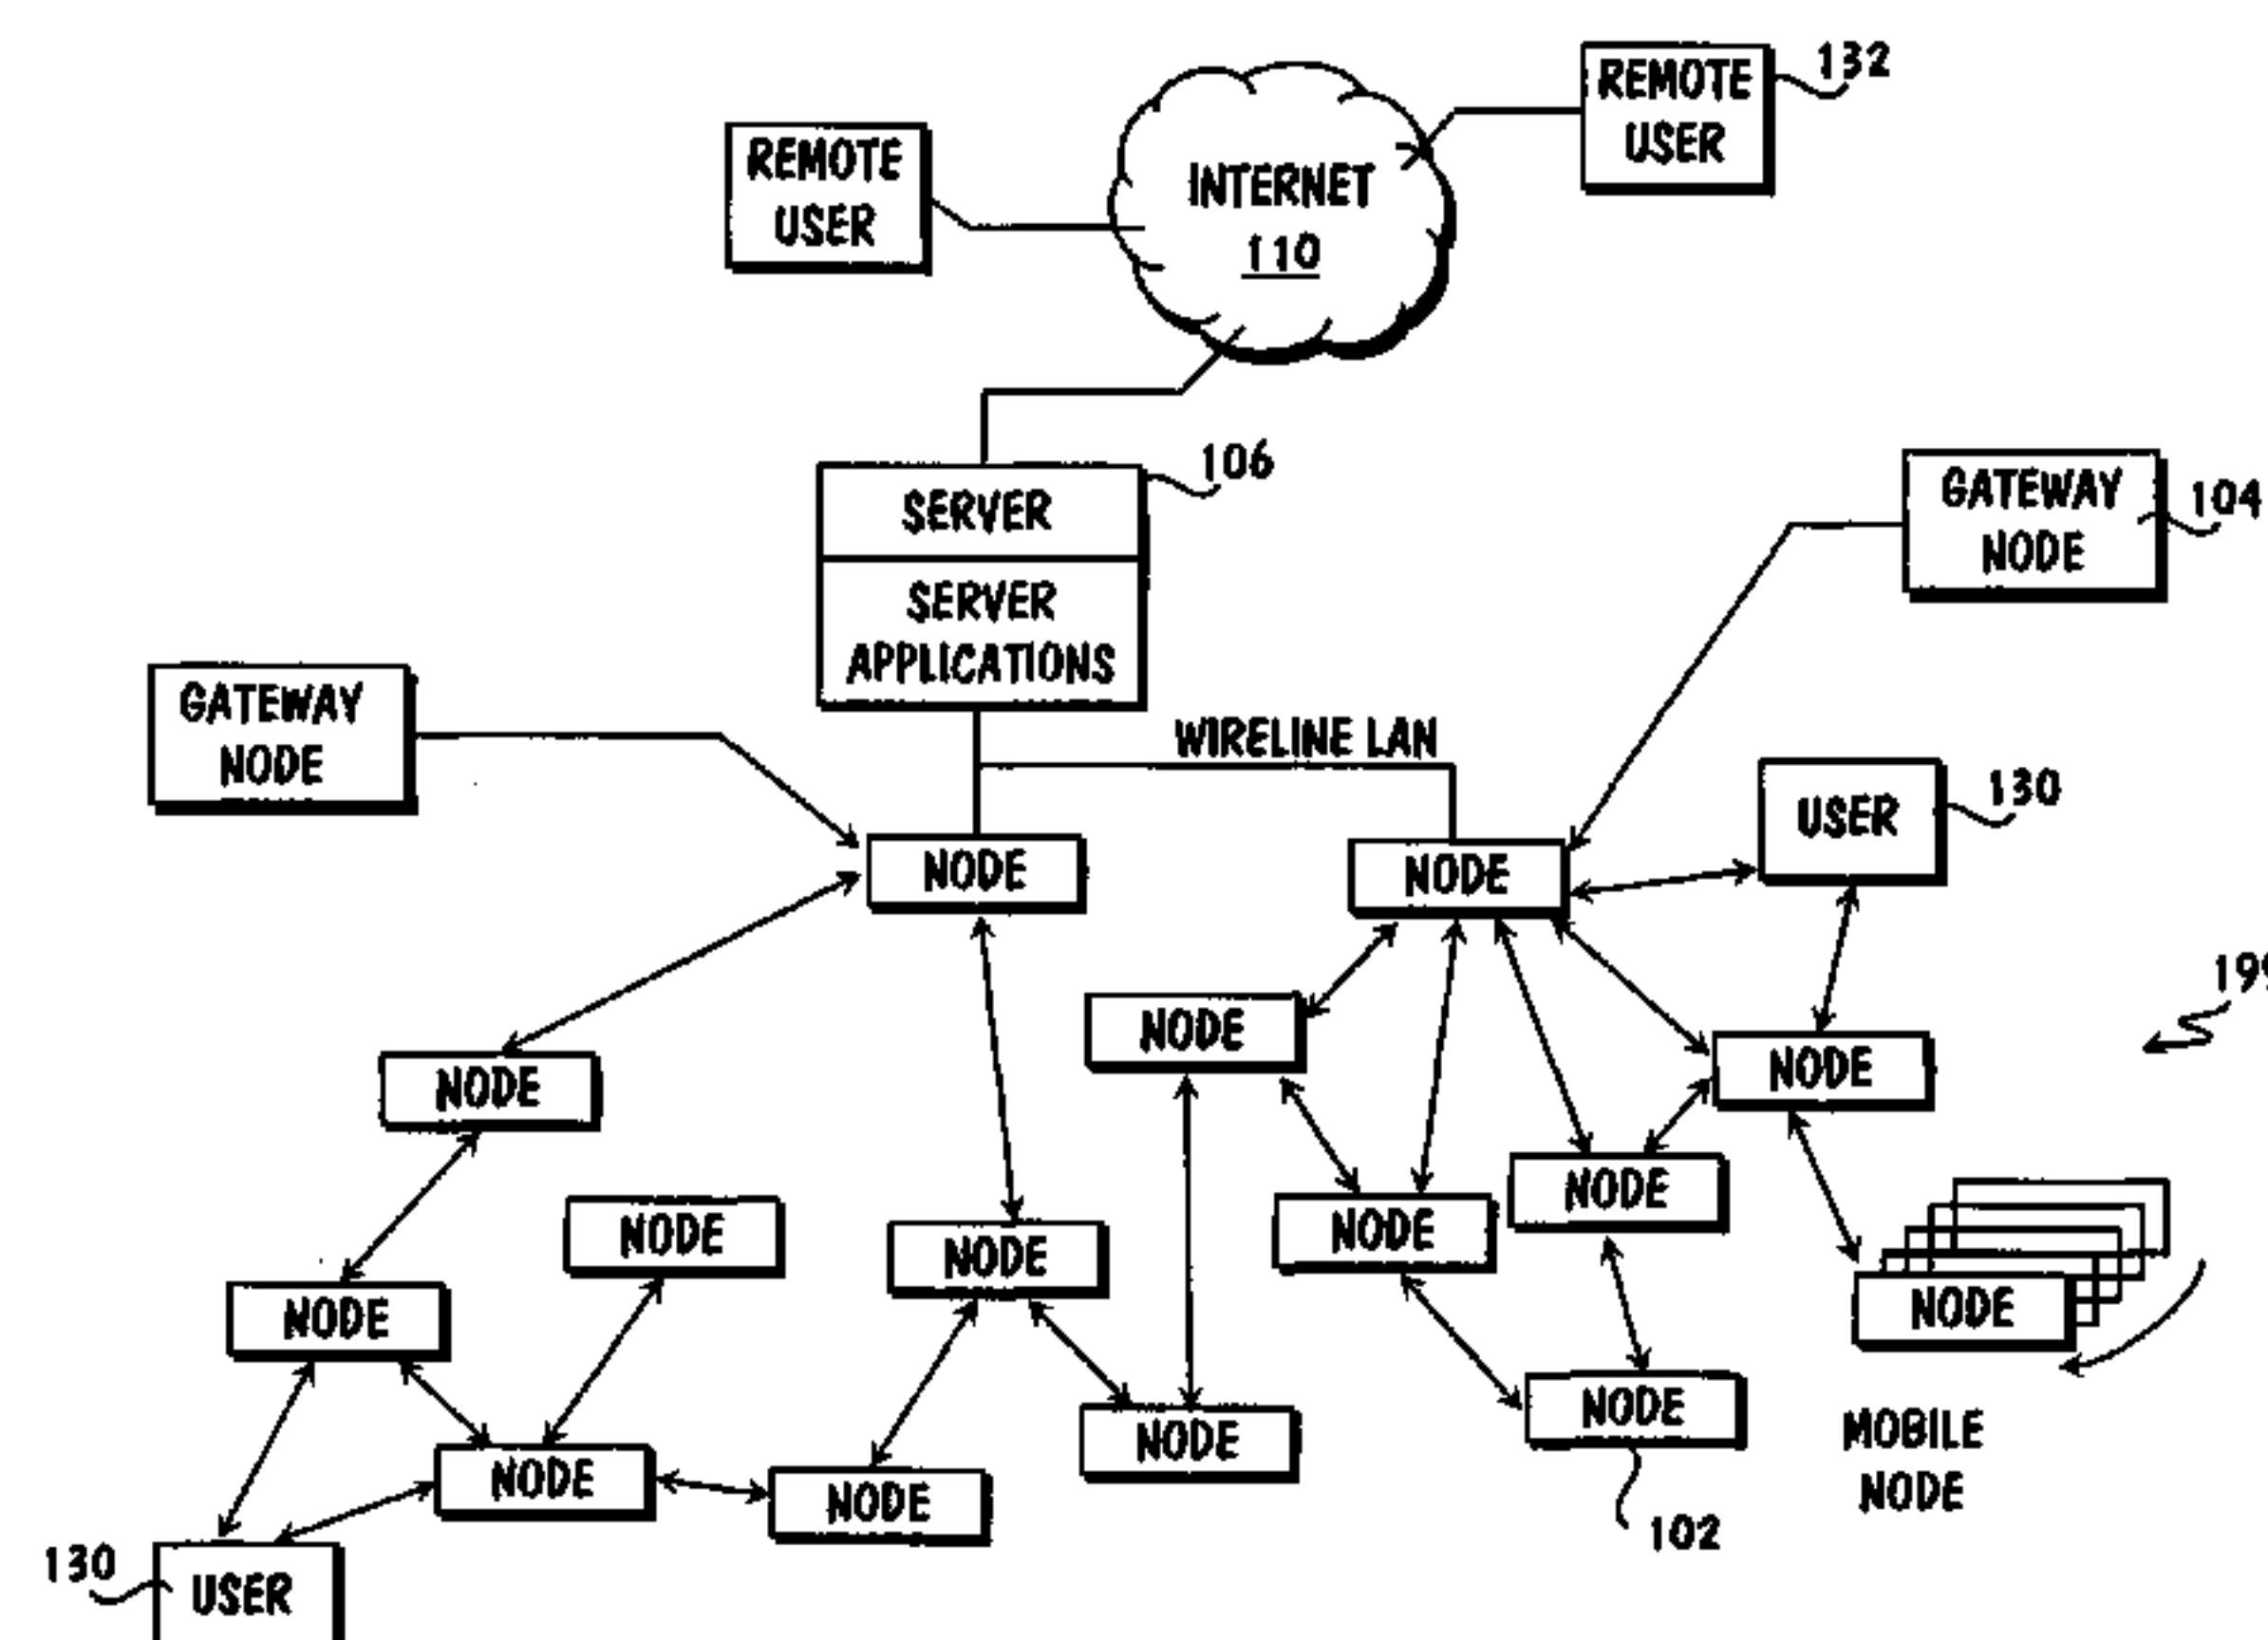 132
REMOTE
USER
REMOTE
USER
INTERNET
110
106
SERVER
GATEWAY
NODE
104
SERVER
APPLICATIONS
GATEWAY
NODE
WIRELINE LAN
USER
130
NODE
NODE
199
NODE
NODE
NODE
NODE
NODE
NODE
NODE
NODE
NODE
NODE
NODE
NODE
MOBILE
NODE
NODE
NODE
102
130
USER